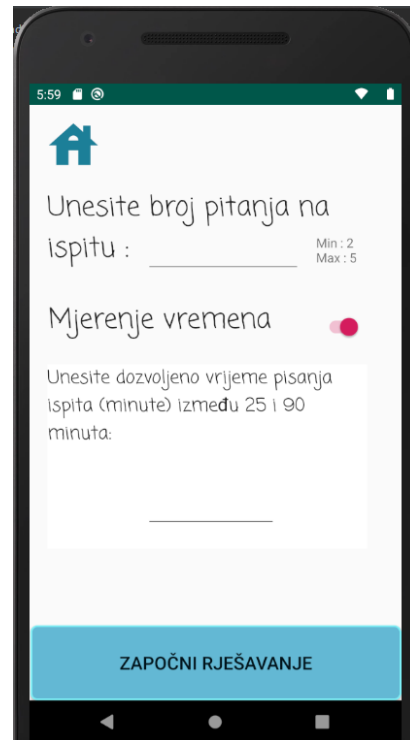 5:59
Unesite broj pitanja na
ispitu :
Min : 2
Max : 5
Mjerenje vremena
Unesite dozvoljeno vrijeme pisanja
ispita (minute) između 25 i 90
minuta:
ZAPOČNI RJEŠAVANJE